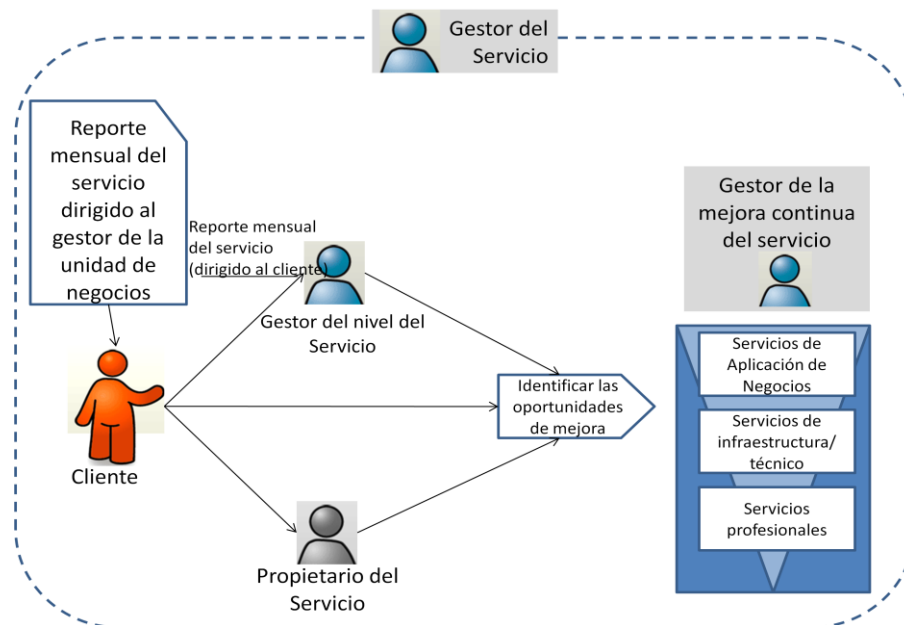 Gestor del
Servicio
Reporte
mensual del
servicio
dirigido al
gestor de la
unidad de
negocios
Reporte mensual
del servicio
(dirigido al cliente)
Gestor del nivel del
Servicio
Cliente
Identificar las
oportunidades
de mejora
Propietario del
Servicio
Gestor de la
mejora continua
del servicio
Servicios de
Aplicación de
Negocios
Servicios de
infraestructura/
técnico
Servicios
profesionales